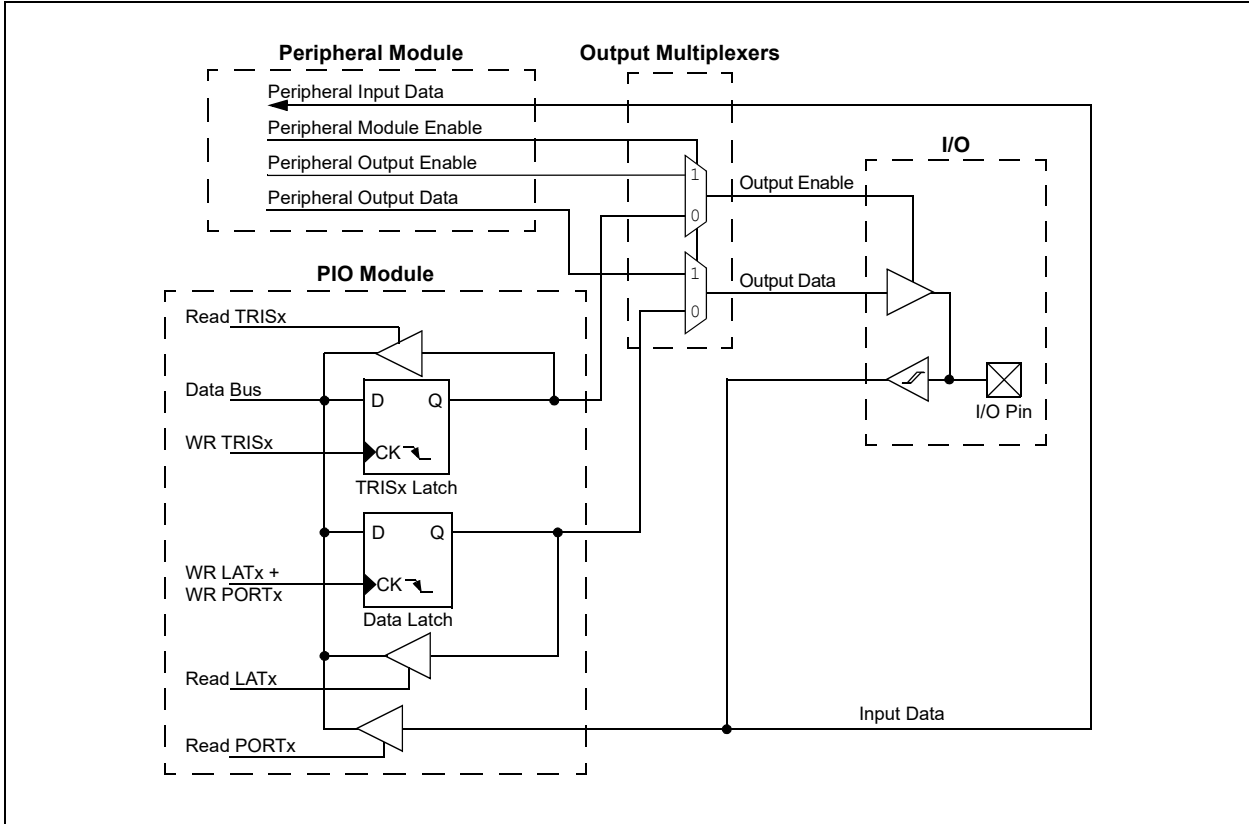 Peripheral Module
Output Multiplexers
Peripheral Input Data
Peripheral Module Enable
Peripheral Output Enable
Peripheral Output Data
1
0
Output Enable
1
0
Output Data
I/O
I/O Pin
PIO Module
Read TRISx
Data Bus
D
Q
WR TRISx
CK
TRISx Latch
D
Q
WR LATx +
WR PORTx
CK
Data Latch
Read LATx
Read PORTx
Input Data